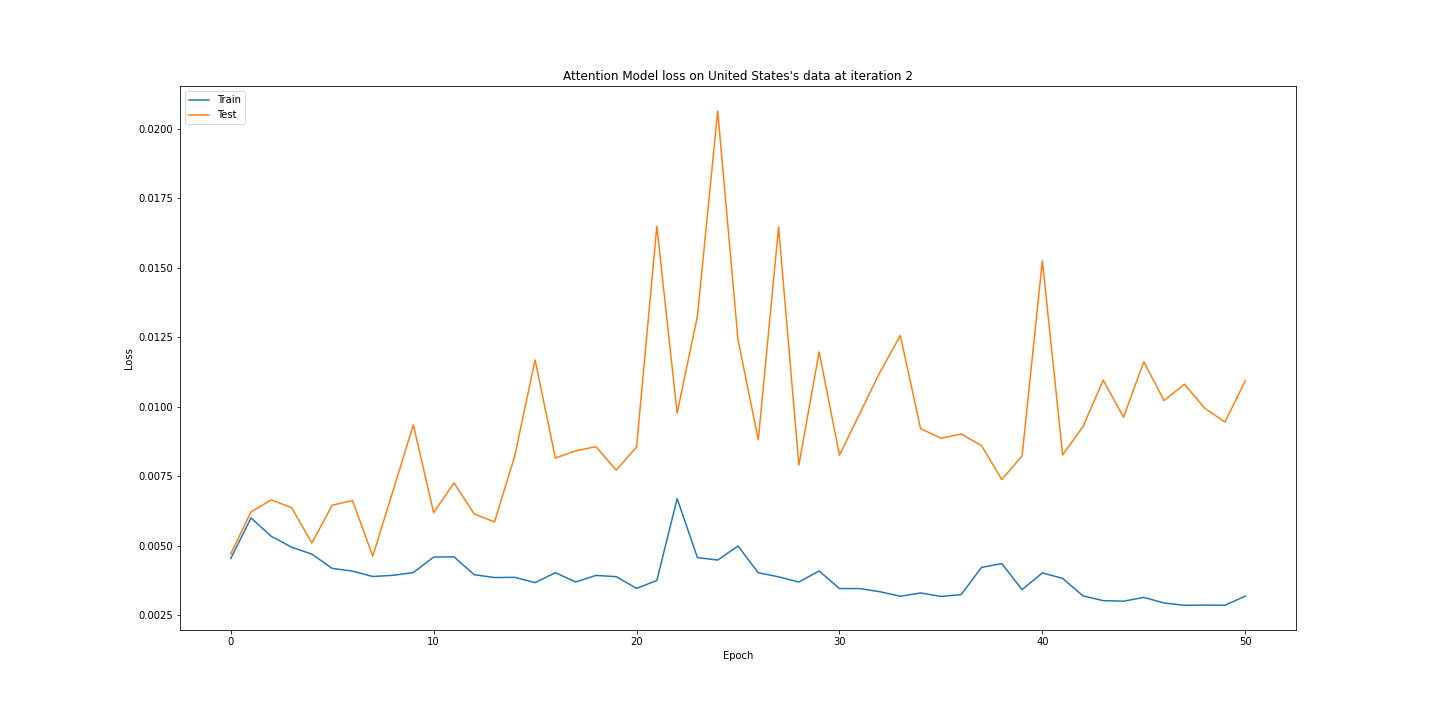 Attention Model loss on United States's data at iteration 2
Train
Test
0.0200
0.0175
0.0150
0.0125
0.0100
0.0075
0.0050
0.0025
Loss
0 10 20 30 40 50
Epoch